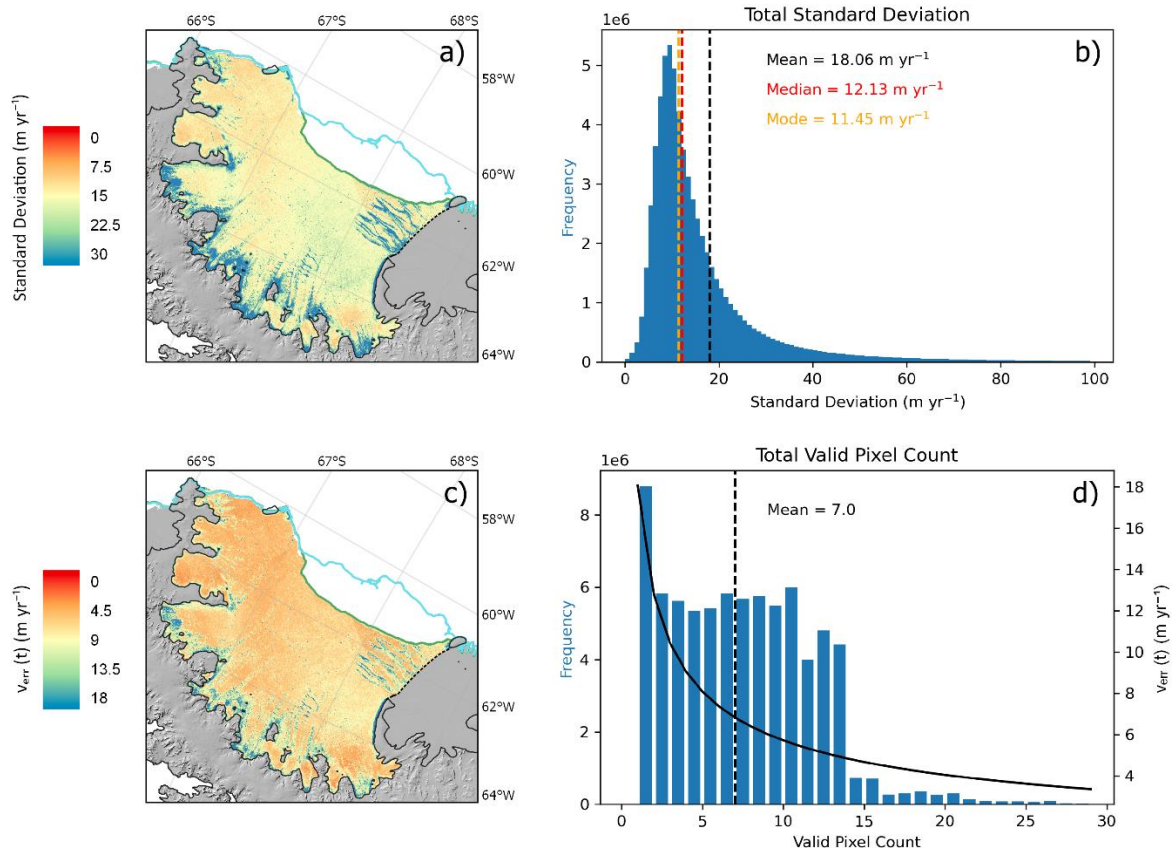 66°S
67°S
68°S
a)
58°W
60°W
62°W
64°W
Standard Deviation (m yr⁻¹)
0
7.5
15
22.5
30
Total Standard Deviation
1e6
b)
Mean = 18.06 m yr⁻¹
Median = 12.13 m yr⁻¹
Mode = 11.45 m yr⁻¹
Frequency
5
4
3
2
1
0
0 20 40 60 80 100
Standard Deviation (m yr⁻¹)
66°S
67°S
68°S
c)
58°W
60°W
62°W
64°W
v_err (t) (m yr⁻¹)
0
4.5
9
13.5
18
Total Valid Pixel Count
1e6
d)
Mean = 7.0
Frequency
8
6
4
2
0
18
16
14
12
10
8
6
4
v_err (t) (m yr⁻¹)
0 5 10 15 20 25 30
Valid Pixel Count